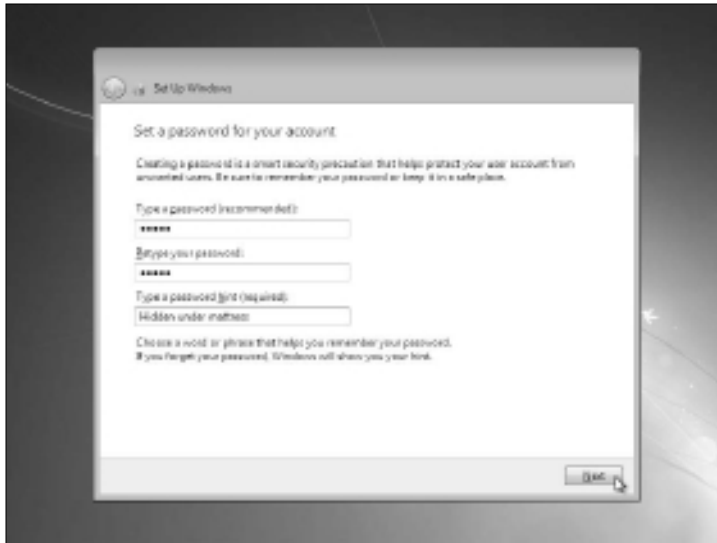 Set Up Windows
Set a password for your account
Creating a password is a smart security precaution that helps protect your user account from
unwanted users. Be sure to remember your password or keep it in a safe place.
Type a password (recommended):
•••••
Retype your password:
•••••
Type a password hint (required):
Hidden under mattress
Choose a word or phrase that helps you remember your password.
If you forget your password, Windows will show you your hint.
Next